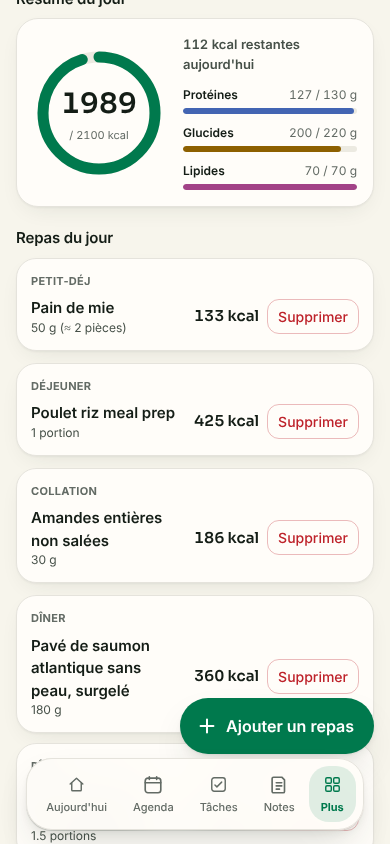 Résumé du jour
112 kcal restantes
aujourd'hui
1989
/ 2100 kcal
Protéines 127 / 130 g
Glucides 200 / 220 g
Lipides 70 / 70 g
Repas du jour
PETIT-DÉJ
Pain de mie
50 g (≈ 2 pièces)
133 kcal
Supprimer
DÉJEUNER
Poulet riz meal prep
1 portion
425 kcal
Supprimer
COLLATION
Amandes entières
non salées
30 g
186 kcal
Supprimer
DÎNER
Pavé de saumon
atlantique sans
peau, surgelé
180 g
360 kcal
Supprimer
Ajouter un repas
Aujourd'hui
Agenda
Tâches
Notes
Plus
1.5 portions